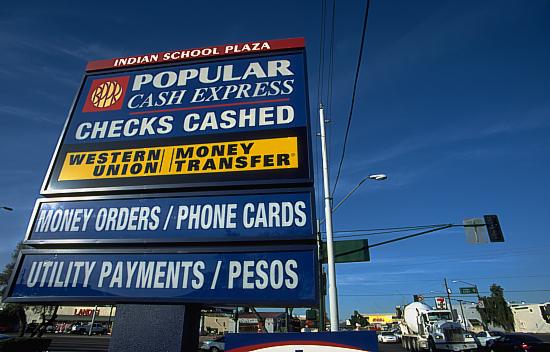 INDIAN SCHOOL PLAZA
POPULAR
CASH EXPRESS
CHECKS CASHED
WESTERN UNION | MONEY TRANSFER
MONEY ORDERS / PHONE CARDS
UTILITY PAYMENTS / PESOS